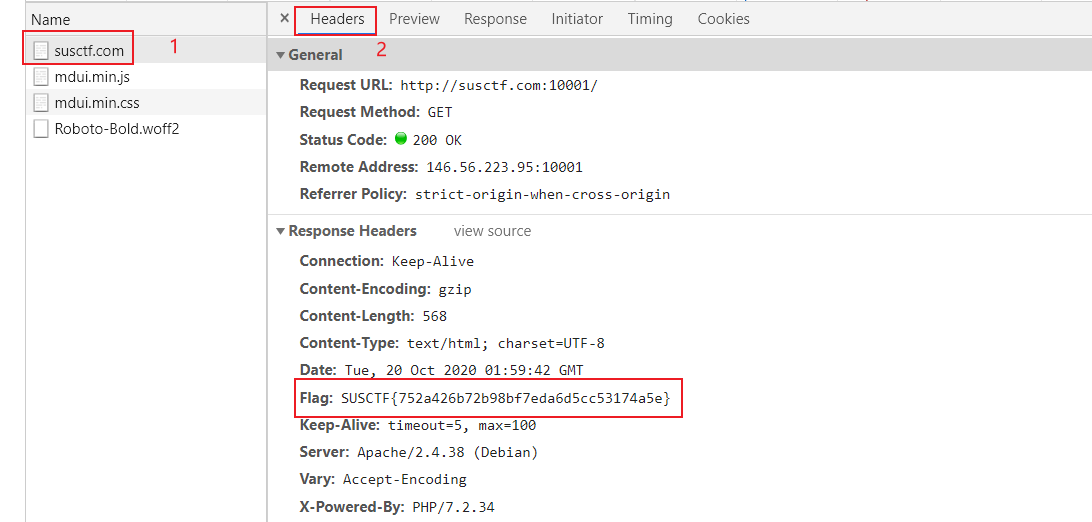 Name
× Headers Preview Response Initiator Timing Cookies
susctf.com 1
2
mdui.min.js
mdui.min.css
Roboto-Bold.woff2
General
Request URL: http://susctf.com:10001/
Request Method: GET
Status Code: 200 OK
Remote Address: 146.56.223.95:10001
Referrer Policy: strict-origin-when-cross-origin
Response Headers view source
Connection: Keep-Alive
Content-Encoding: gzip
Content-Length: 568
Content-Type: text/html; charset=UTF-8
Date: Tue, 20 Oct 2020 01:59:42 GMT
Flag: SUSCTF{752a426b72b98bf7eda6d5cc53174a5e}
Keep-Alive: timeout=5, max=100
Server: Apache/2.4.38 (Debian)
Vary: Accept-Encoding
X-Powered-By: PHP/7.2.34